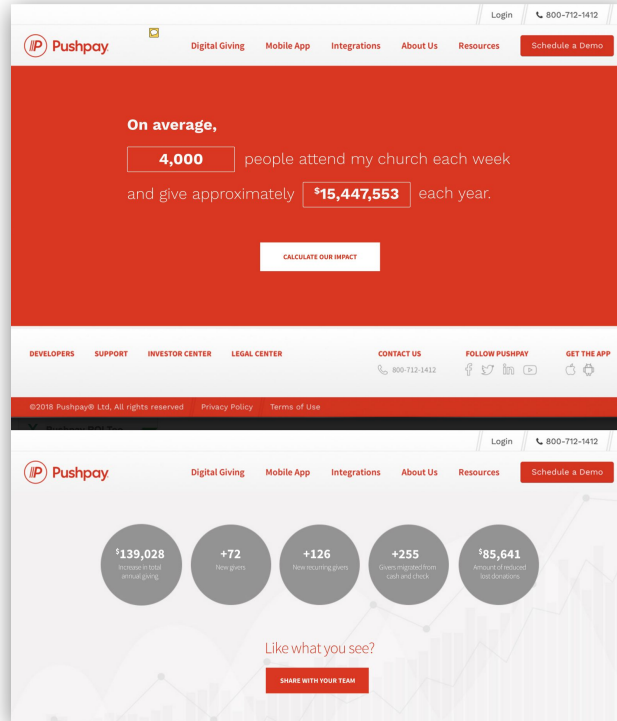 Login 800-712-1412
Pushpay Digital Giving Mobile App Integrations About Us Resources Schedule a Demo
On average,
4,000 people attend my church each week
and give approximately $15,447,553 each year.
CALCULATE OUR IMPACT
DEVELOPERS SUPPORT INVESTOR CENTER LEGAL CENTER CONTACT US FOLLOW PUSHPAY GET THE APP
800-712-1412
©2018 Pushpay® Ltd, All rights reserved Privacy Policy Terms of Use
Login 800-712-1412
Pushpay Digital Giving Mobile App Integrations About Us Resources Schedule a Demo
$139,028 +72 +126 +255 $85,641
Increase in total annual giving
New givers
New recurring givers
Givers migrated from cash and check
Amount of reduced lost donations
Like what you see?
SHARE WITH YOUR TEAM